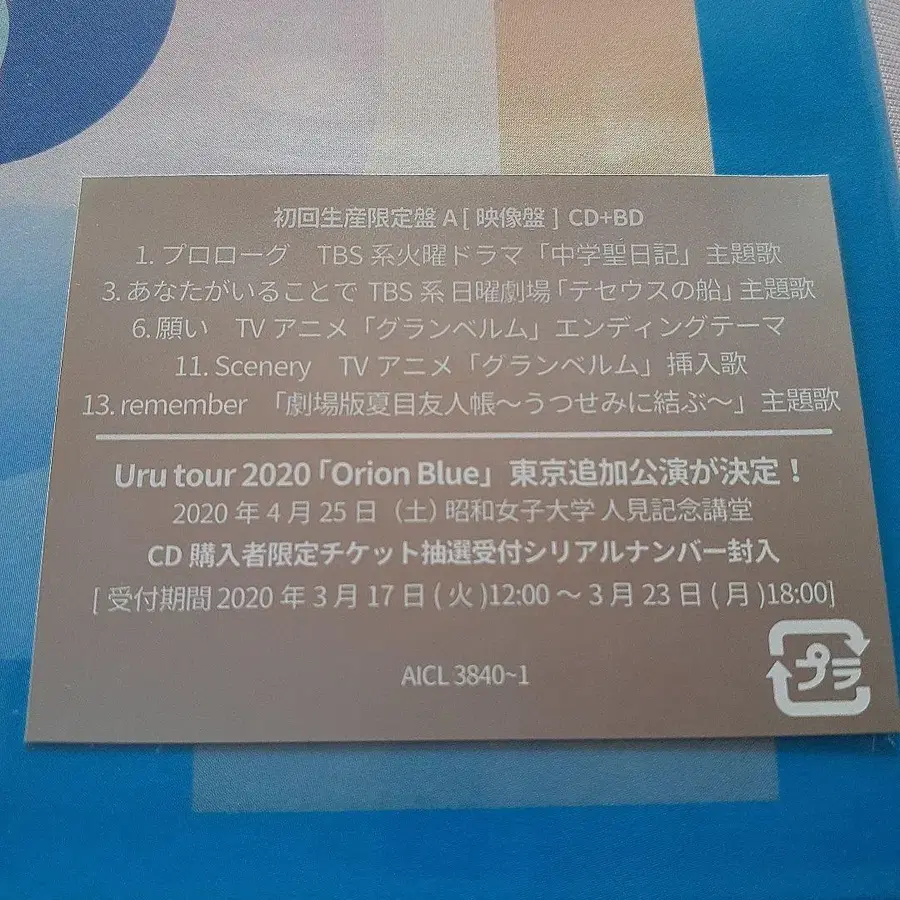 初回生産限定盤 A [ 映像盤 ] CD+BD
1. プロローグ　TBS 系火曜ドラマ「中学聖日記」主題歌
3. あなたがいることで TBS 系 日曜劇場「テセウスの船」主題歌
6. 願い　TV アニメ「グランベルム」エンディングテーマ
11. Scenery　TV アニメ「グランベルム」挿入歌
13. remember　「劇場版夏目友人帳～うつせみに結ぶ～」主題歌
Uru tour 2020「Orion Blue」東京追加公演が決定！
2020 年 4 月 25 日（土）昭和女子大学 人見記念講堂
CD 購入者限定チケット抽選受付シリアルナンバー封入
[ 受付期間 2020 年 3 月 17 日 ( 火 )12:00 ～ 3 月 23 日 ( 月 )18:00]
AICL 3840~1
プラ